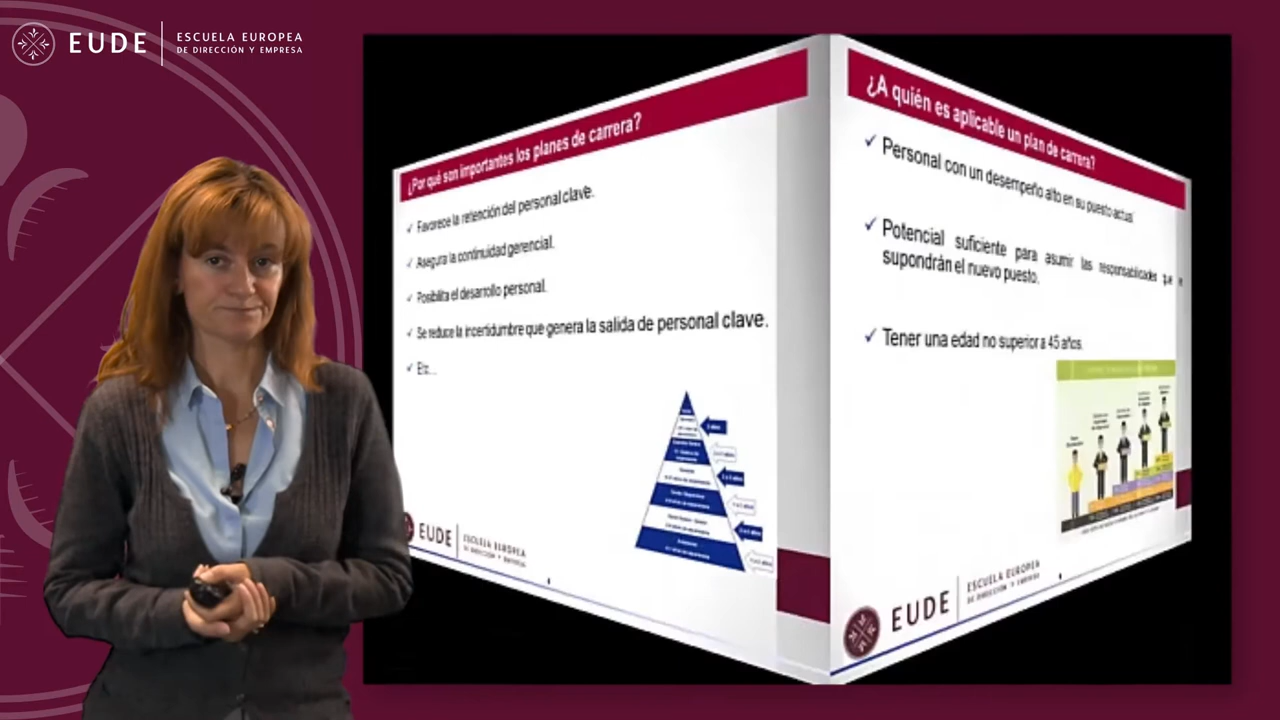 EUDE
ESCUELA EUROPEA
DE DIRECCIÓN Y EMPRESA
¿Por qué son importantes los planes de carrera?
✓ Favorece la retención del personal clave.
✓ Asegura la continuidad gerencial.
✓ Posibilita el desarrollo personal.
✓ Se reduce la incertidumbre que genera la salida de personal clave.
✓ Etc...
EUDE
ESCUELA EUROPEA
DE DIRECCIÓN Y EMPRESA
¿A quién es aplicable un plan de carrera?
✓ Personal con un desempeño alto en su puesto actual
✓ Potencial suficiente para asumir las responsabilidades que
supondrán el nuevo puesto.
✓ Tener una edad no superior a 45 años.
EUDE
ESCUELA EUROPEA
DE DIRECCIÓN Y EMPRESA